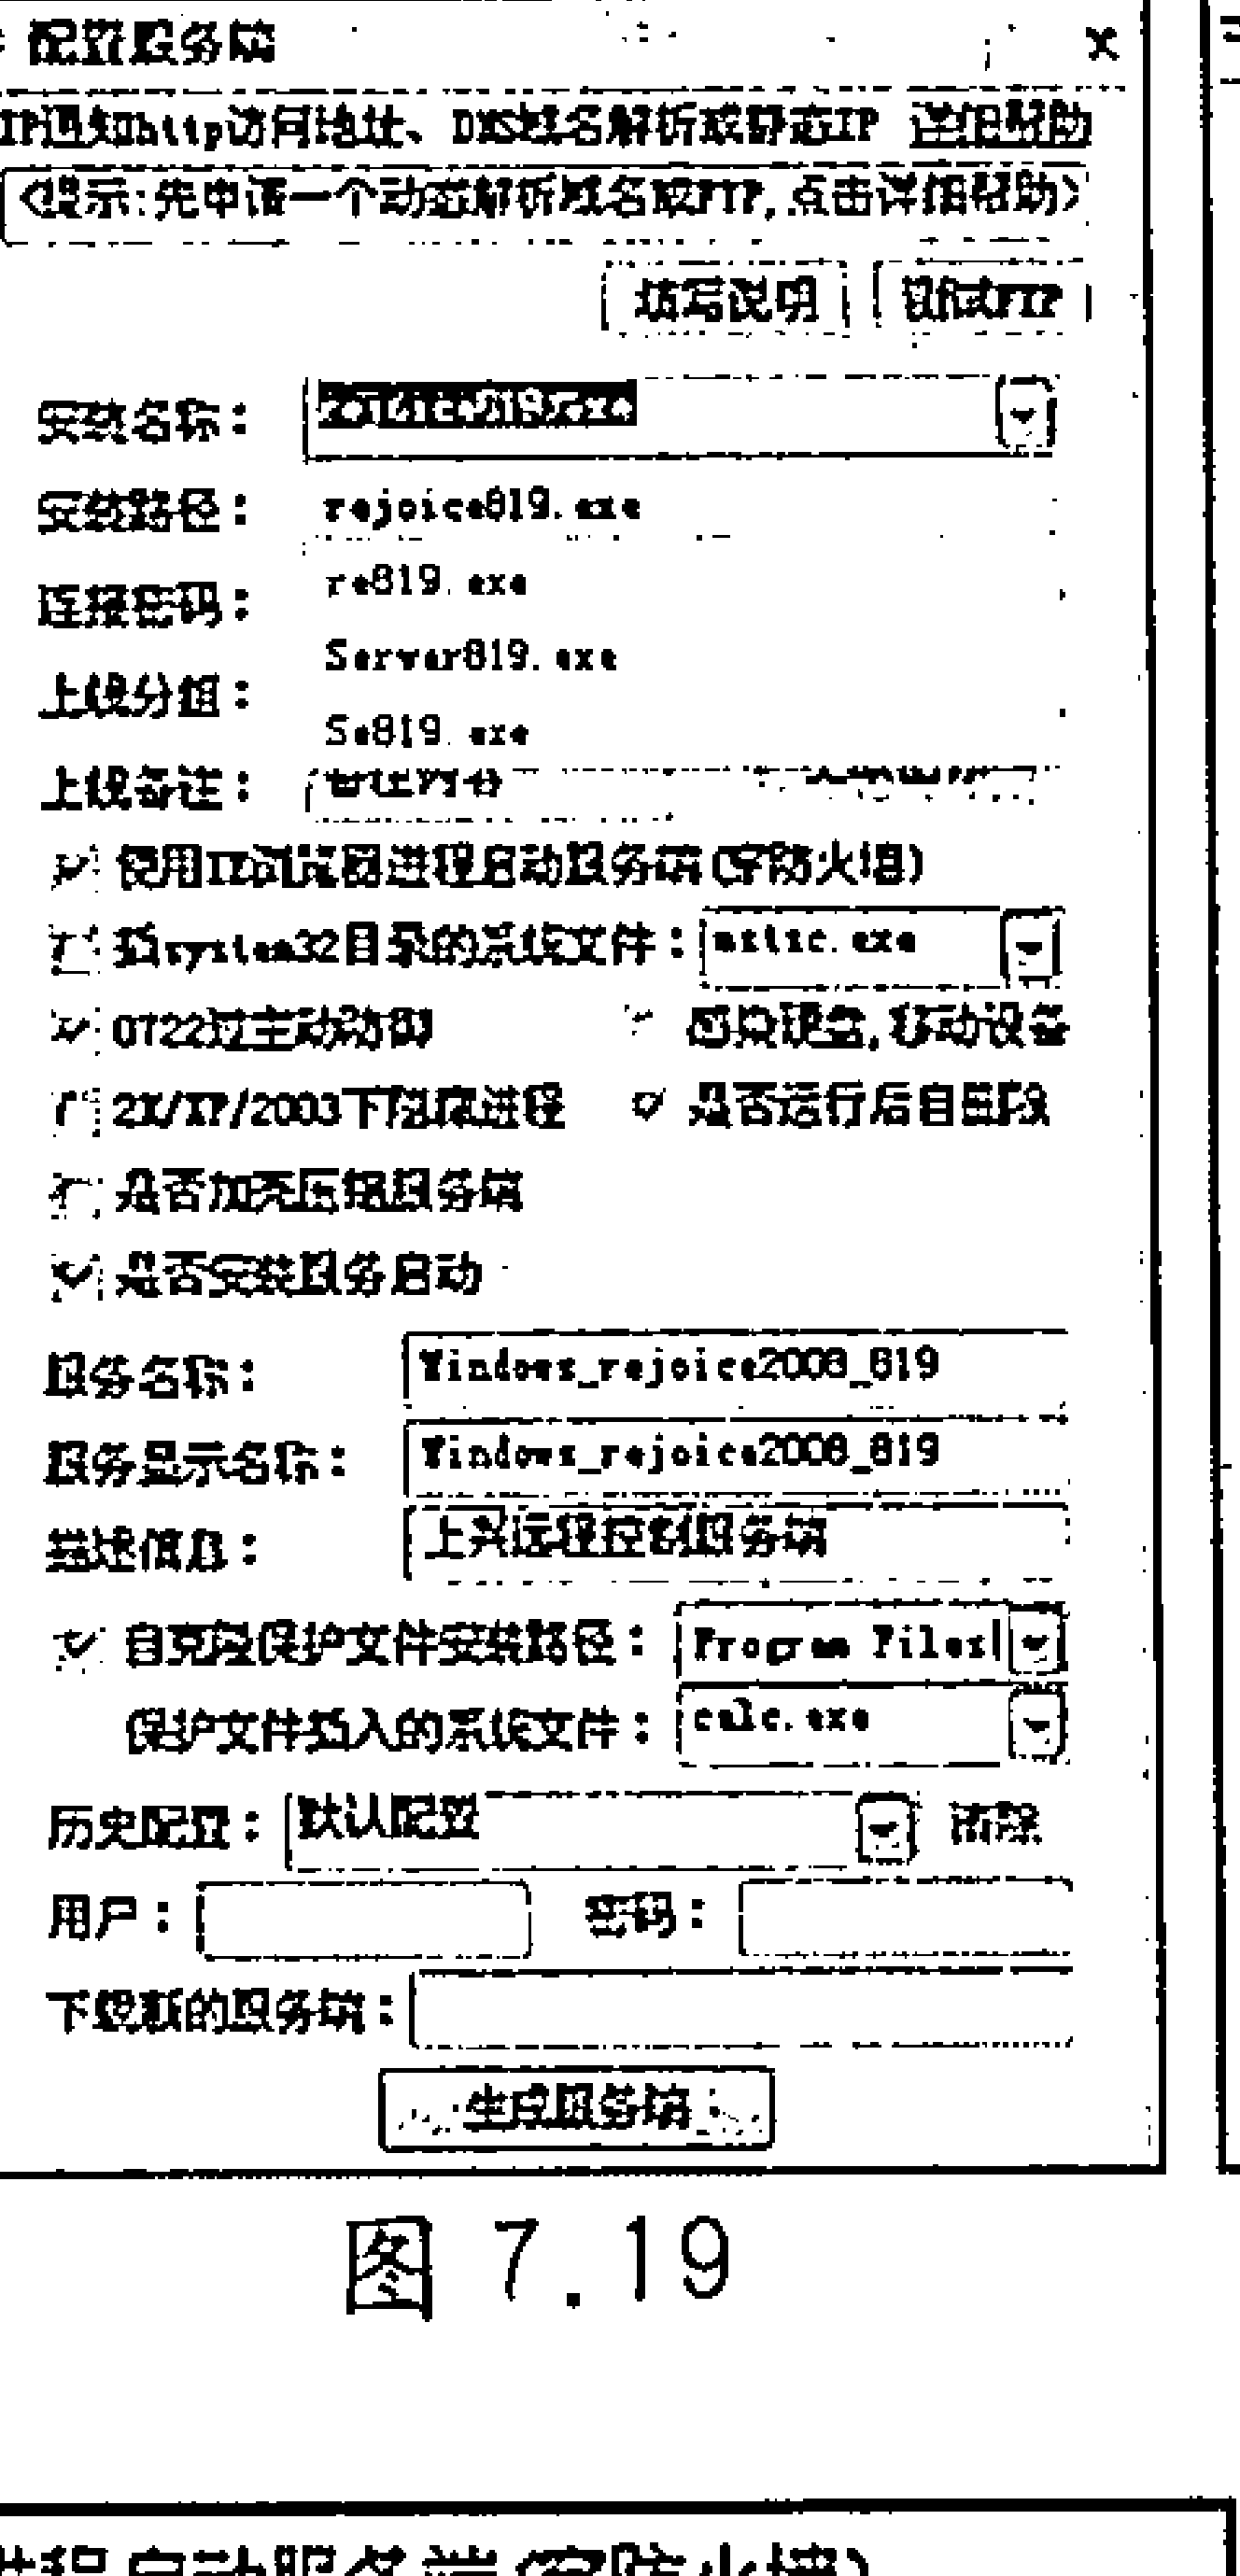 配置服务端
IP通知http访问地址、DNS域名解析或静态IP 详细帮助
<提示:先申请一个动态解析域名或FTP,点击详细帮助>
填写说明 测试FTP
安装名称:
安装路径: rejoice819.exe
re819.exe
连接密码:
Server819.exe
上线分组:
Se819.exe
上线备注:
使用IE浏览器进程启动服务端(穿防火墙)
插system32目录的系统文件: mstsc.exe
0722过主动防御 感染硬盘,移动设备
2K/XP/2003下隐藏进程 是否运行后自删除
是否加壳压缩服务端
是否安装服务启动
服务名称: Windows_rejoice2008_819
服务显示名称: Windows_rejoice2008_819
描述信息: 上兴远程控制服务端
保护文件安装路径: Program Files\
保护文件插入的系统文件: calc.exe
历史配置: 默认配置 清除
用户: 密码:
下载新的服务端:
生成服务端
图 7.19
进程启动服务端(穿防火墙)